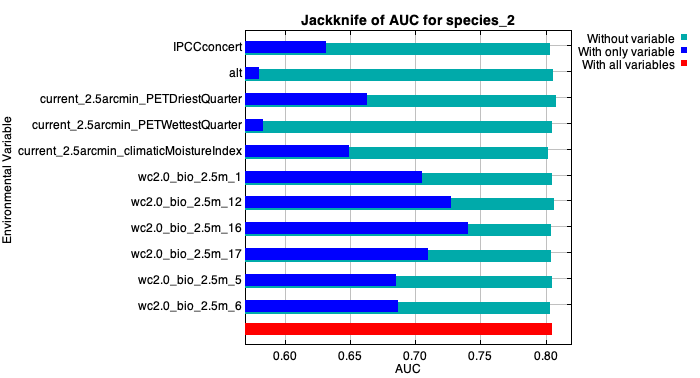 Jackknife of AUC for species_2
Without variable
With only variable
With all variables
Environmental Variable
IPCCconcert
alt
current_2.5arcmin_PETDriestQuarter
current_2.5arcmin_PETWettestQuarter
current_2.5arcmin_climaticMoistureIndex
wc2.0_bio_2.5m_1
wc2.0_bio_2.5m_12
wc2.0_bio_2.5m_16
wc2.0_bio_2.5m_17
wc2.0_bio_2.5m_5
wc2.0_bio_2.5m_6
0.60 0.65 0.70 0.75 0.80
AUC